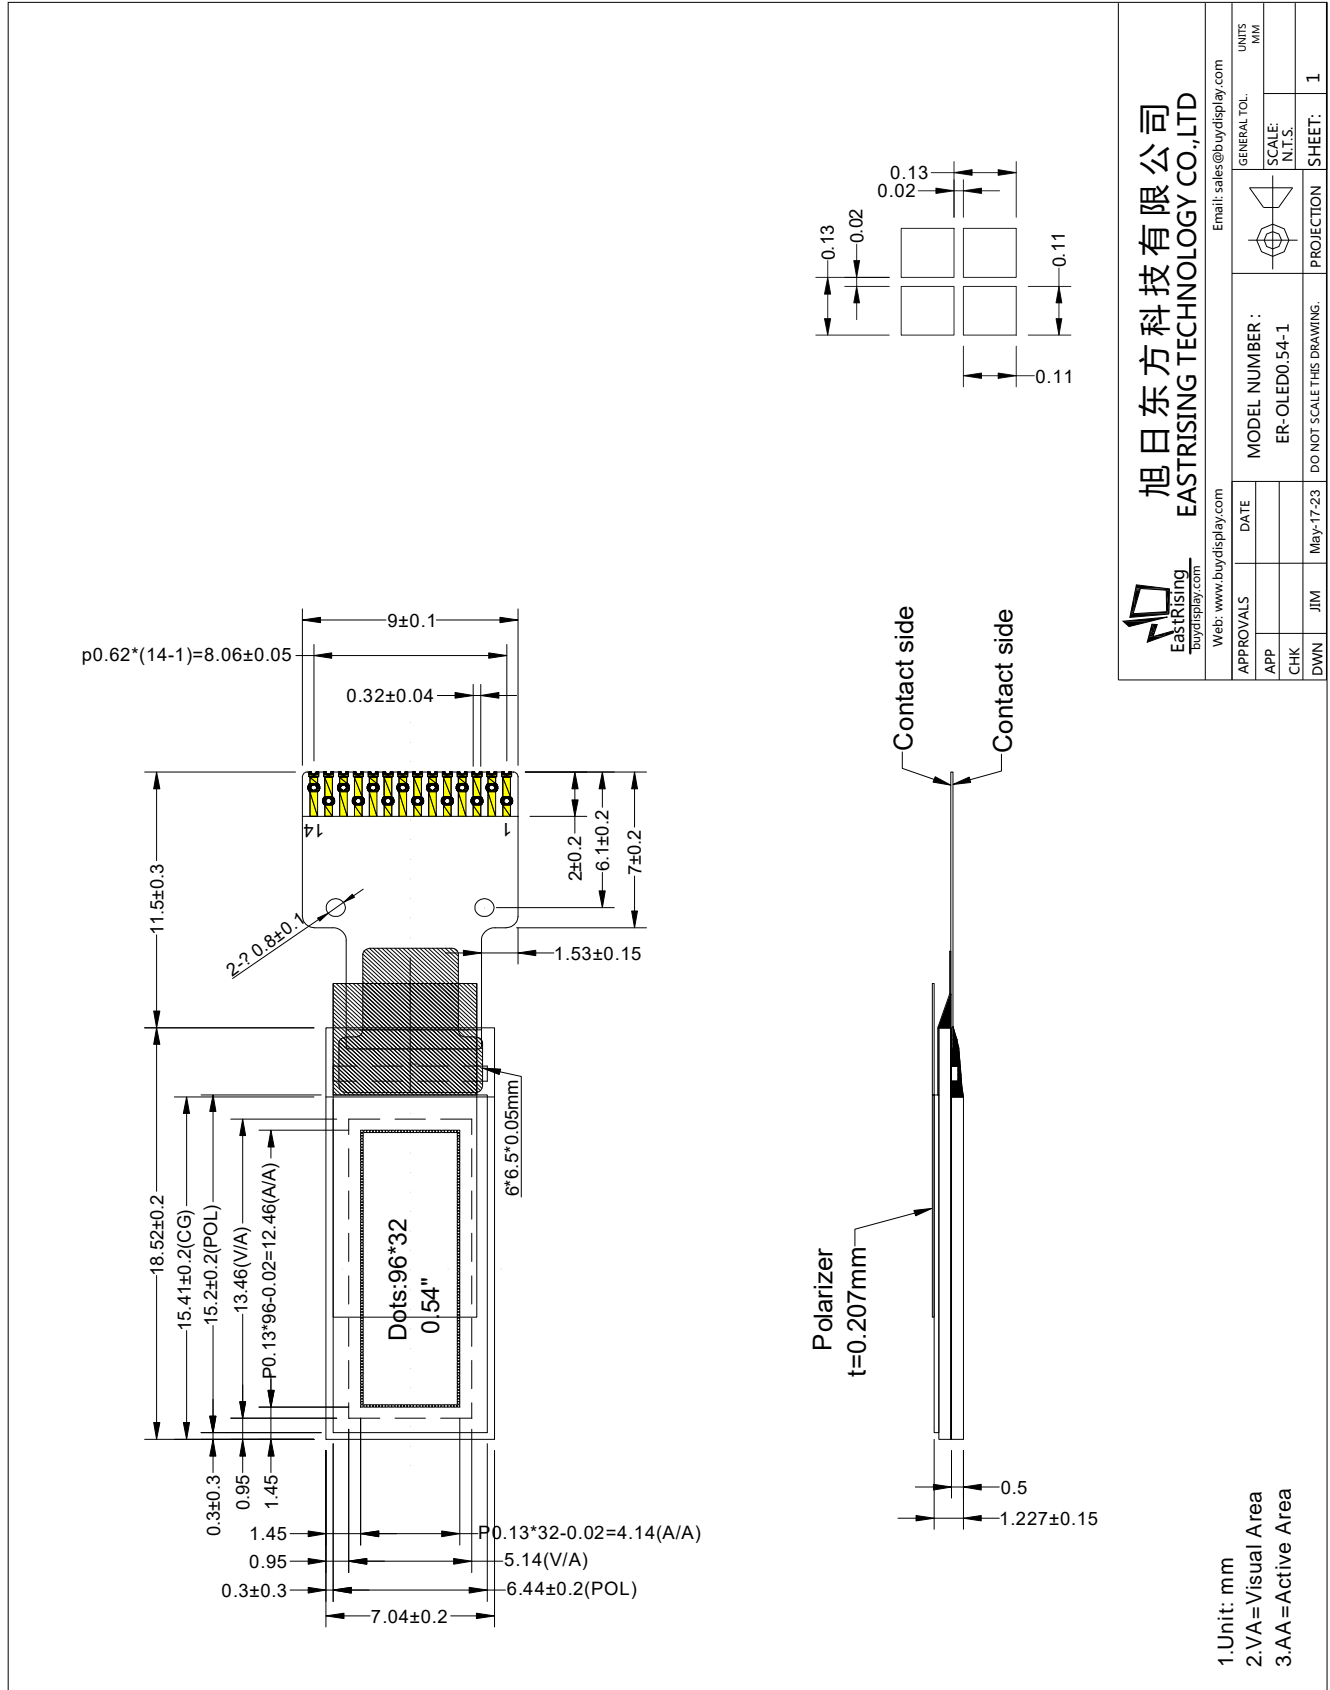 9±0.1
p0.62*(14-1)=8.06±0.05
0.32±0.04
14
1
11.5±0.3
2±0.2
6.1±0.2
7±0.2
2-? 0.8±0.1
1.53±0.15
6*6.5*0.05mm
18.52±0.2
15.41±0.2(CG)
15.2±0.2(POL)
13.46(V/A)
P0.13*96-0.02=12.46(A/A)
Dots:96*32
0.54"
0.3±0.3
0.95
1.45
1.45
P0.13*32-0.02=4.14(A/A)
0.95
5.14(V/A)
0.3±0.3
6.44±0.2(POL)
7.04±0.2
0.13
0.02
0.13
0.02
0.11
0.11
Contact side
Contact side
Polarizer
t=0.207mm
0.5
1.227±0.15
1.Unit: mm
2.VA=Visual Area
3.AA=Active Area
EastRising
buydisplay.com
旭日东方科技有限公司
EASTRISING TECHNOLOGY CO.,LTD
Web: www.buydisplay.com
Email: sales@buydisplay.com
APPROVALS
DATE
APP
CHK
DWN
JIM
May-17-23
MODEL NUMBER :
ER-OLED0.54-1
DO NOT SCALE THIS DRAWING.
PROJECTION
GENERAL TOL.
UNITS
MM
SCALE:
N.T.S.
SHEET:
1